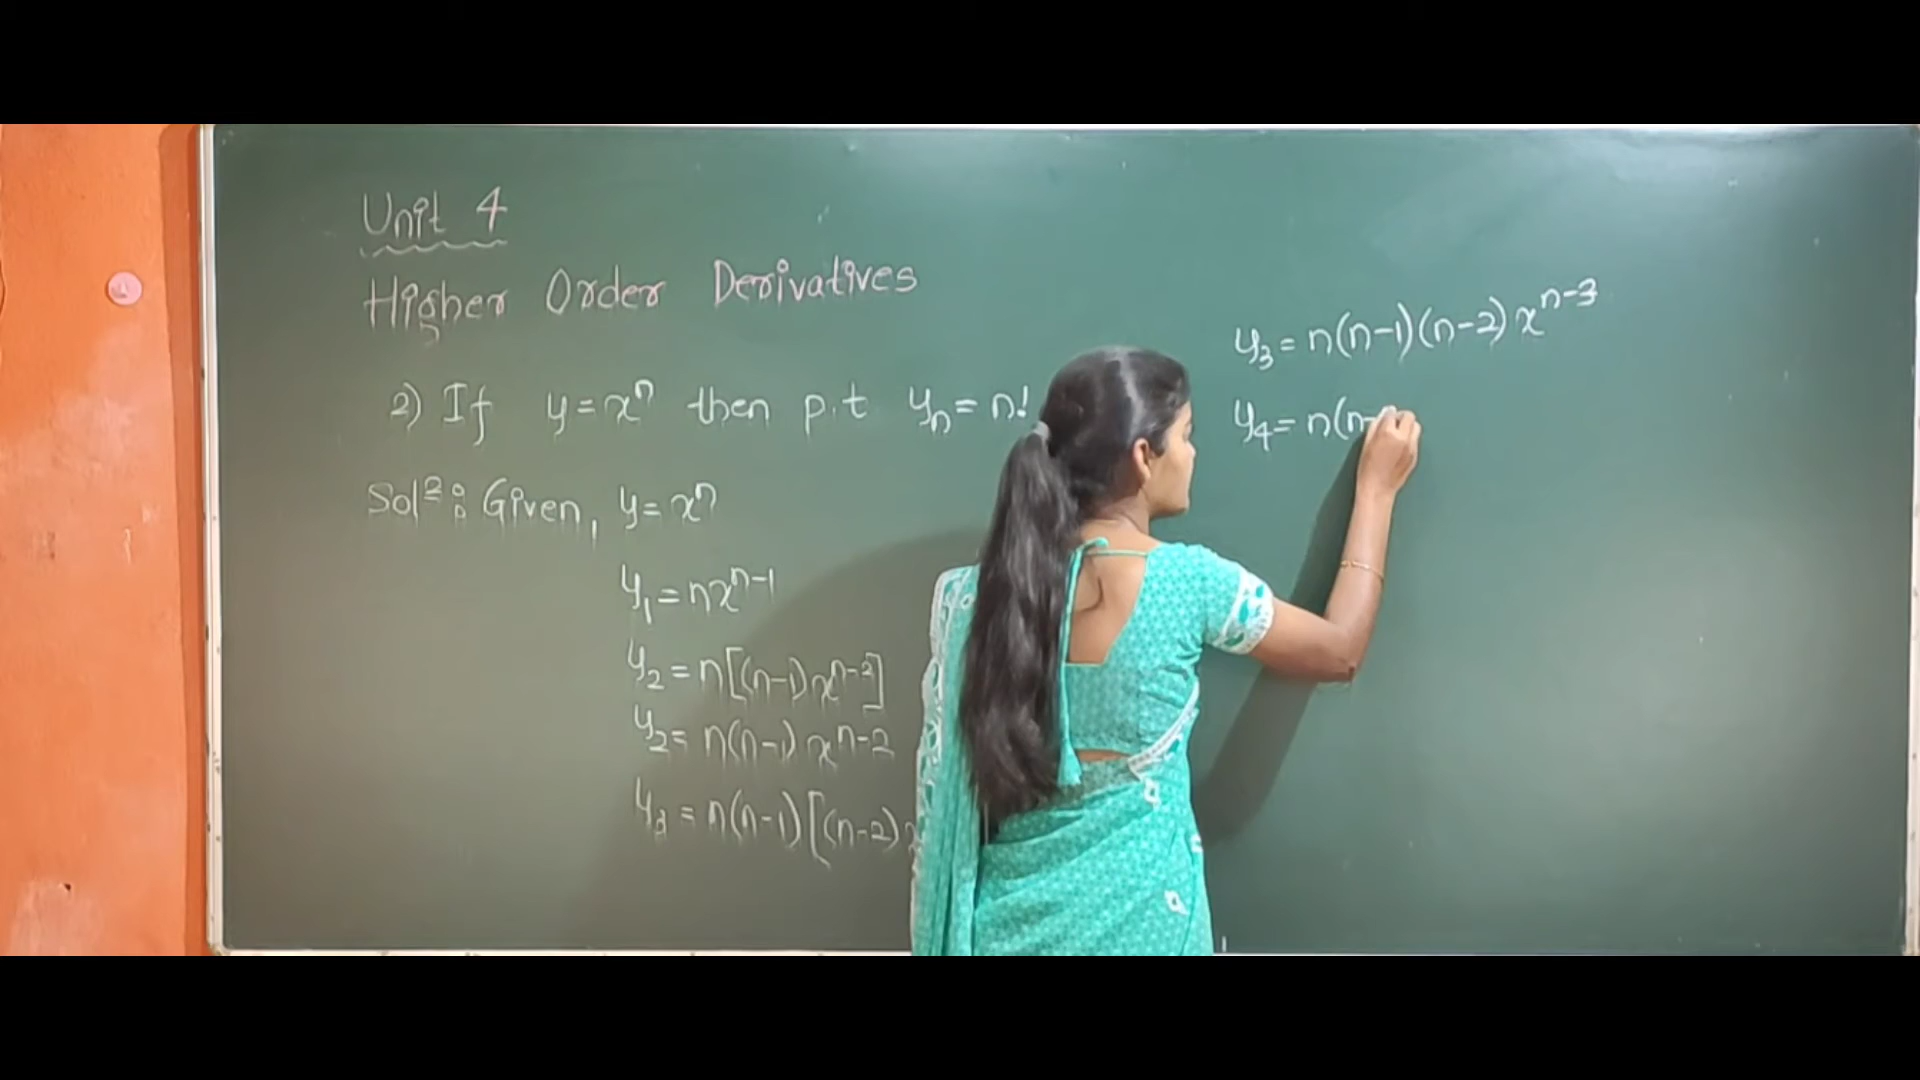 Unit 4
Higher Order Derivatives
2) If y = xⁿ then p.t yₙ = n!
Solⁿ: Given, y = xⁿ
y₁ = nxⁿ⁻¹
y₂ = n[(n-1)xⁿ⁻²]
y₂ = n(n-1) xⁿ⁻²
y₃ = n(n-1)[(n-2)
y₃ = n(n-1)(n-2) xⁿ⁻³
y₄ = n(n-